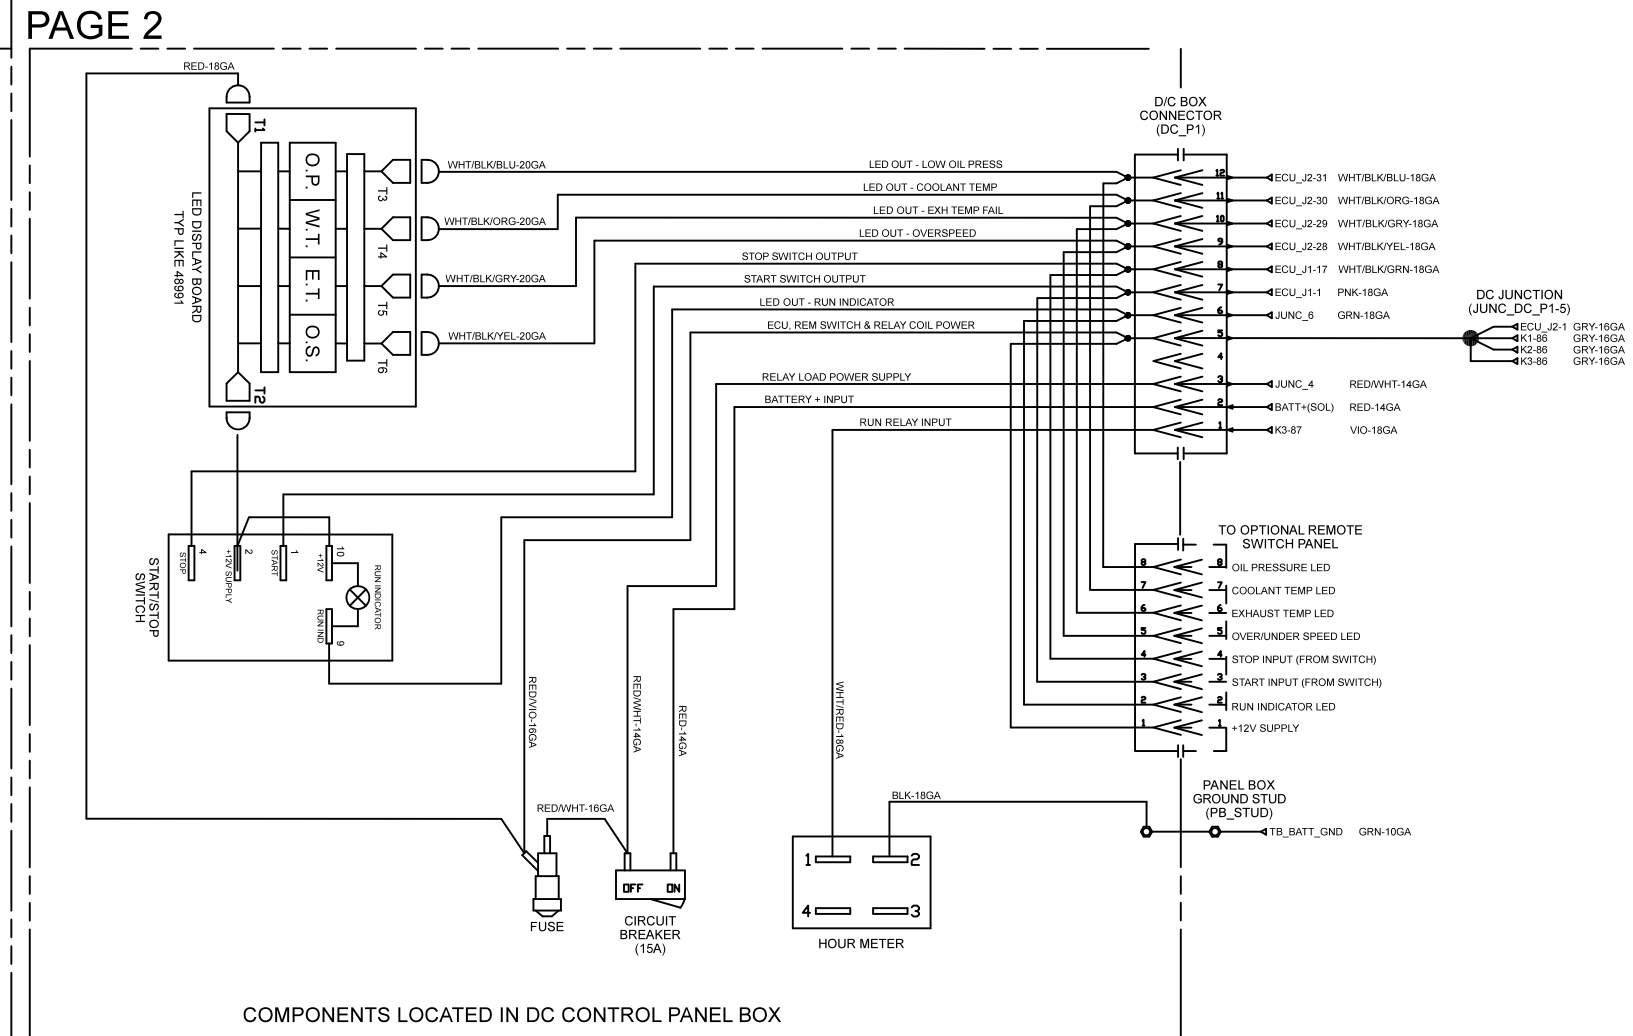 PAGE 2
RED-18GA
T1
O.P.
W.T.
E.T.
O.S.
T3
T4
T5
T6
T2
LED DISPLAY BOARD
TYP LIKE 48991
WHT/BLK/BLU-20GA
WHT/BLK/ORG-20GA
WHT/BLK/GRY-20GA
WHT/BLK/YEL-20GA
LED OUT - LOW OIL PRESS
LED OUT - COOLANT TEMP
LED OUT - EXH TEMP FAIL
LED OUT - OVERSPEED
STOP SWITCH OUTPUT
START SWITCH OUTPUT
LED OUT - RUN INDICATOR
ECU, REM SWITCH & RELAY COIL POWER
RELAY LOAD POWER SUPPLY
BATTERY + INPUT
RUN RELAY INPUT
D/C BOX
CONNECTOR
(DC_P1)
12 ECU_J2-31 WHT/BLK/BLU-18GA
11 ECU_J2-30 WHT/BLK/ORG-18GA
10 ECU_J2-29 WHT/BLK/GRY-18GA
9 ECU_J2-28 WHT/BLK/YEL-18GA
8 ECU_J1-17 WHT/BLK/GRN-18GA
7 ECU_J1-1 PNK-18GA
6 JUNC_6 GRN-18GA
5
4
3 JUNC_4 RED/WHT-14GA
2 BATT+(SOL) RED-14GA
1 K3-87 VIO-18GA
DC JUNCTION
(JUNC_DC_P1-5)
ECU_J2-1 GRY-16GA
K1-86 GRY-16GA
K2-86 GRY-16GA
K3-86 GRY-16GA
START/STOP
SWITCH
4
STOP
2
+12V SUPPLY
1
START
10
+12V
RUN INDICATOR
RUN IND
9
TO OPTIONAL REMOTE
SWITCH PANEL
8 8 OIL PRESSURE LED
7 7 COOLANT TEMP LED
6 6 EXHAUST TEMP LED
5 5 OVER/UNDER SPEED LED
4 4 STOP INPUT (FROM SWITCH)
3 3 START INPUT (FROM SWITCH)
2 2 RUN INDICATOR LED
1 1 +12V SUPPLY
RED/VIO-16GA
RED/WHT-14GA
RED-14GA
WHT/RED-18GA
RED/WHT-16GA
BLK-18GA
PANEL BOX
GROUND STUD
(PB_STUD)
TB_BATT_GND GRN-10GA
FUSE
OFF ON
CIRCUIT
BREAKER
(15A)
1 2
4 3
HOUR METER
COMPONENTS LOCATED IN DC CONTROL PANEL BOX